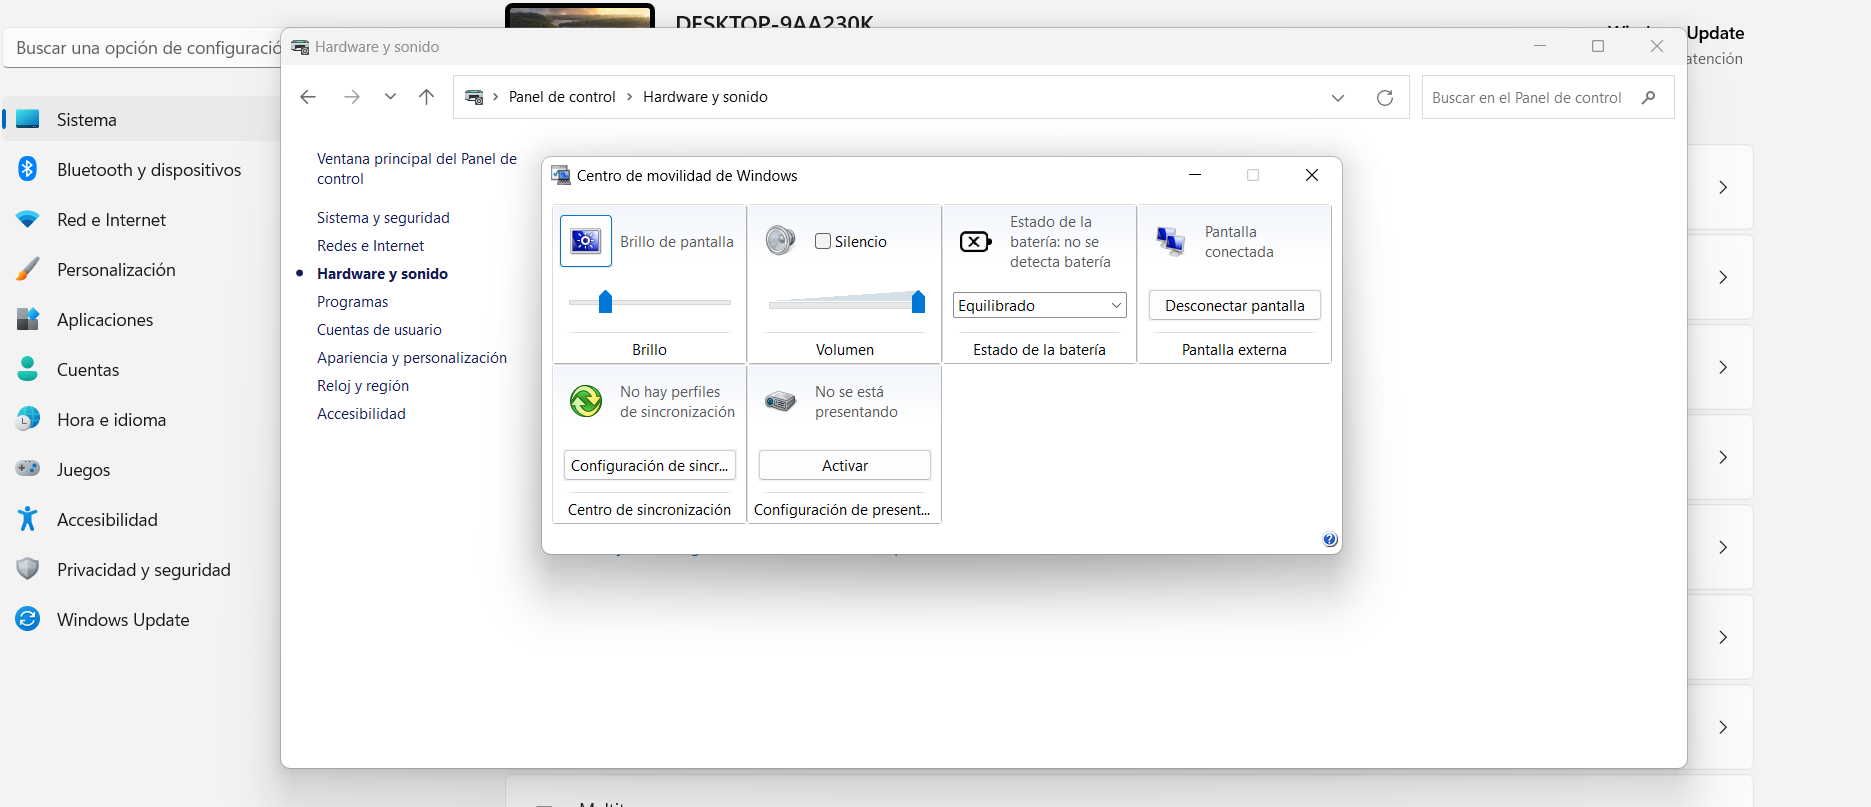 DESKTOP-9AA230K
Update
atención
Buscar una opción de configuració
Sistema
Bluetooth y dispositivos
Red e Internet
Personalización
Aplicaciones
Cuentas
Hora e idioma
Juegos
Accesibilidad
Privacidad y seguridad
Windows Update
Hardware y sonido
Panel de control
Hardware y sonido
Buscar en el Panel de control
Ventana principal del Panel de
control
Sistema y seguridad
Redes e Internet
Hardware y sonido
Programas
Cuentas de usuario
Apariencia y personalización
Reloj y región
Accesibilidad
Centro de movilidad de Windows
Brillo de pantalla
Brillo
Silencio
Volumen
Estado de la
batería: no se
detecta batería
Equilibrado
Estado de la batería
Pantalla
conectada
Desconectar pantalla
Pantalla externa
No hay perfiles
de sincronización
Configuración de sincr...
Centro de sincronización
No se está
presentando
Activar
Configuración de present...